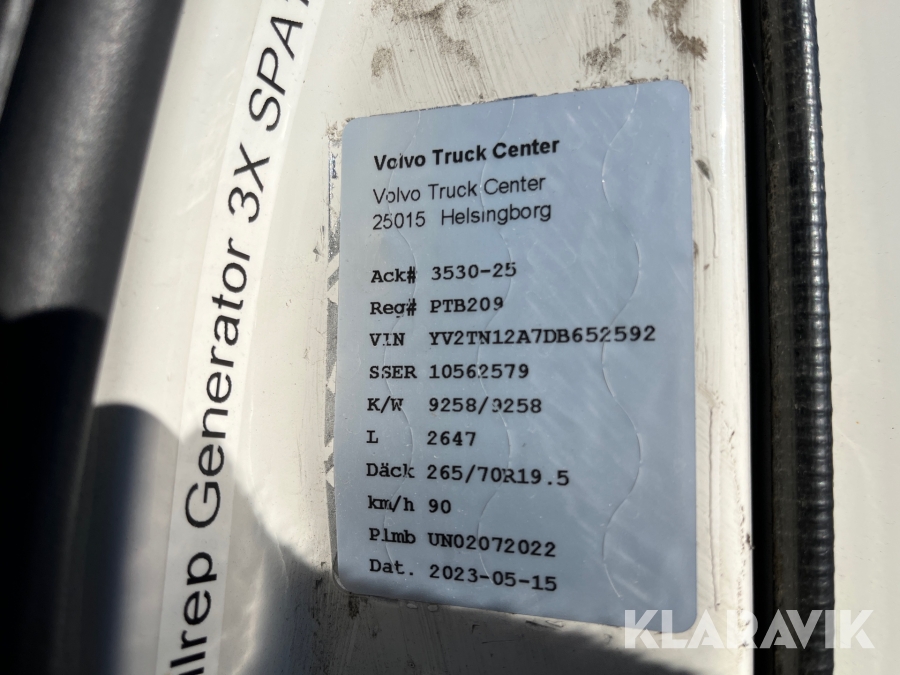 llrep Generator 3X SPA
Volvo Truck Center
Volvo Truck Center
25015 Helsingborg
Ack# 3530-25
Reg# PTB209
VIN YV2TN12A7DB652592
SSER 10562579
K/W 9258/9258
L 2647
Däck 265/70R19.5
km/h 90
Plmb UN02072022
Dat. 2023-05-15
KLARAVIK